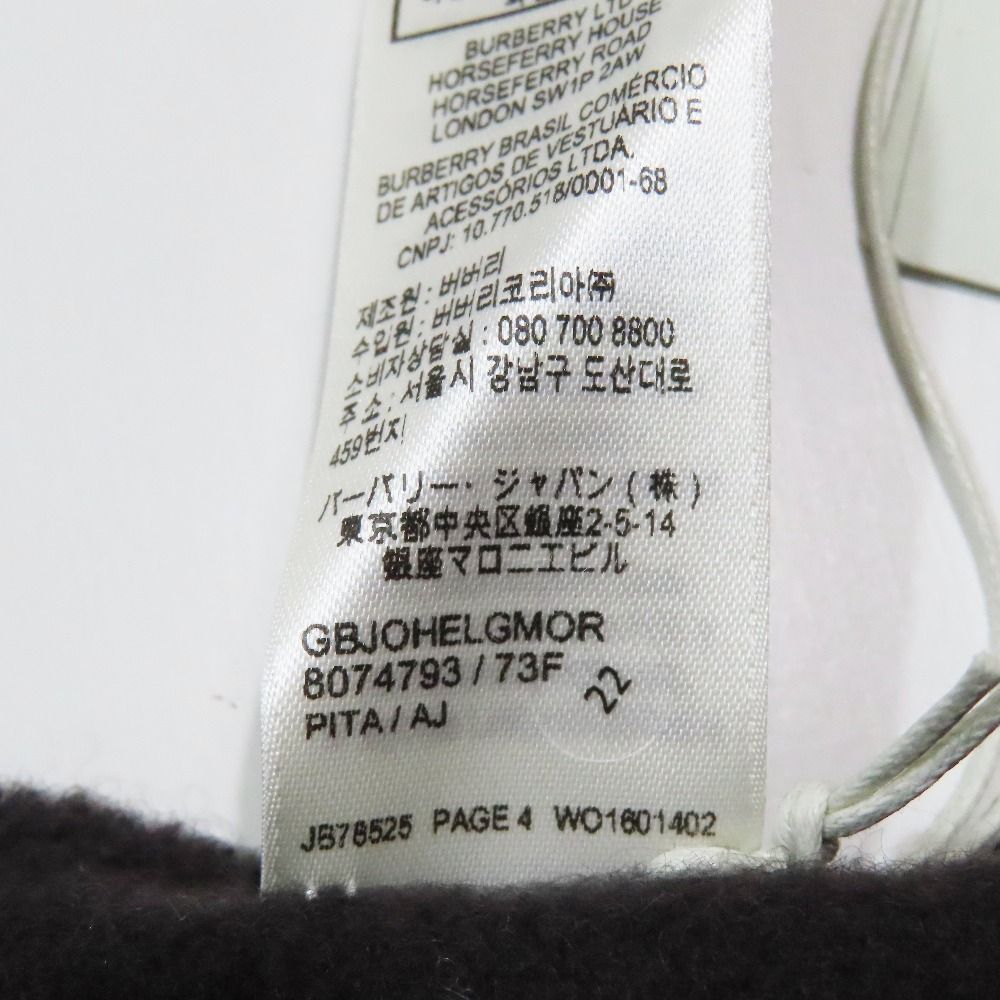 BURBERRY LTD
HORSEFERRY HOUSE
HORSEFERRY ROAD
LONDON SW1P 2AW
BURBERRY BRASIL COMÉRCIO
DE ARTIGOS DE VESTUÁRIO E
ACESSÓRIOS LTDA.
CNPJ: 10.770.518/0001-68
제조원 : 버버리
수입원 : 버버리코리아(주)
소비자상담실 : 080 700 8800
주소 : 서울시 강남구 도산대로
459번지
バーバリー・ジャパン(株)
東京都中央区銀座2-5-14
銀座マロニエビル
GBJOHELGMOR
8074793 / 73F
PITA / AJ
22
JB78525 PAGE 4 WO1601402